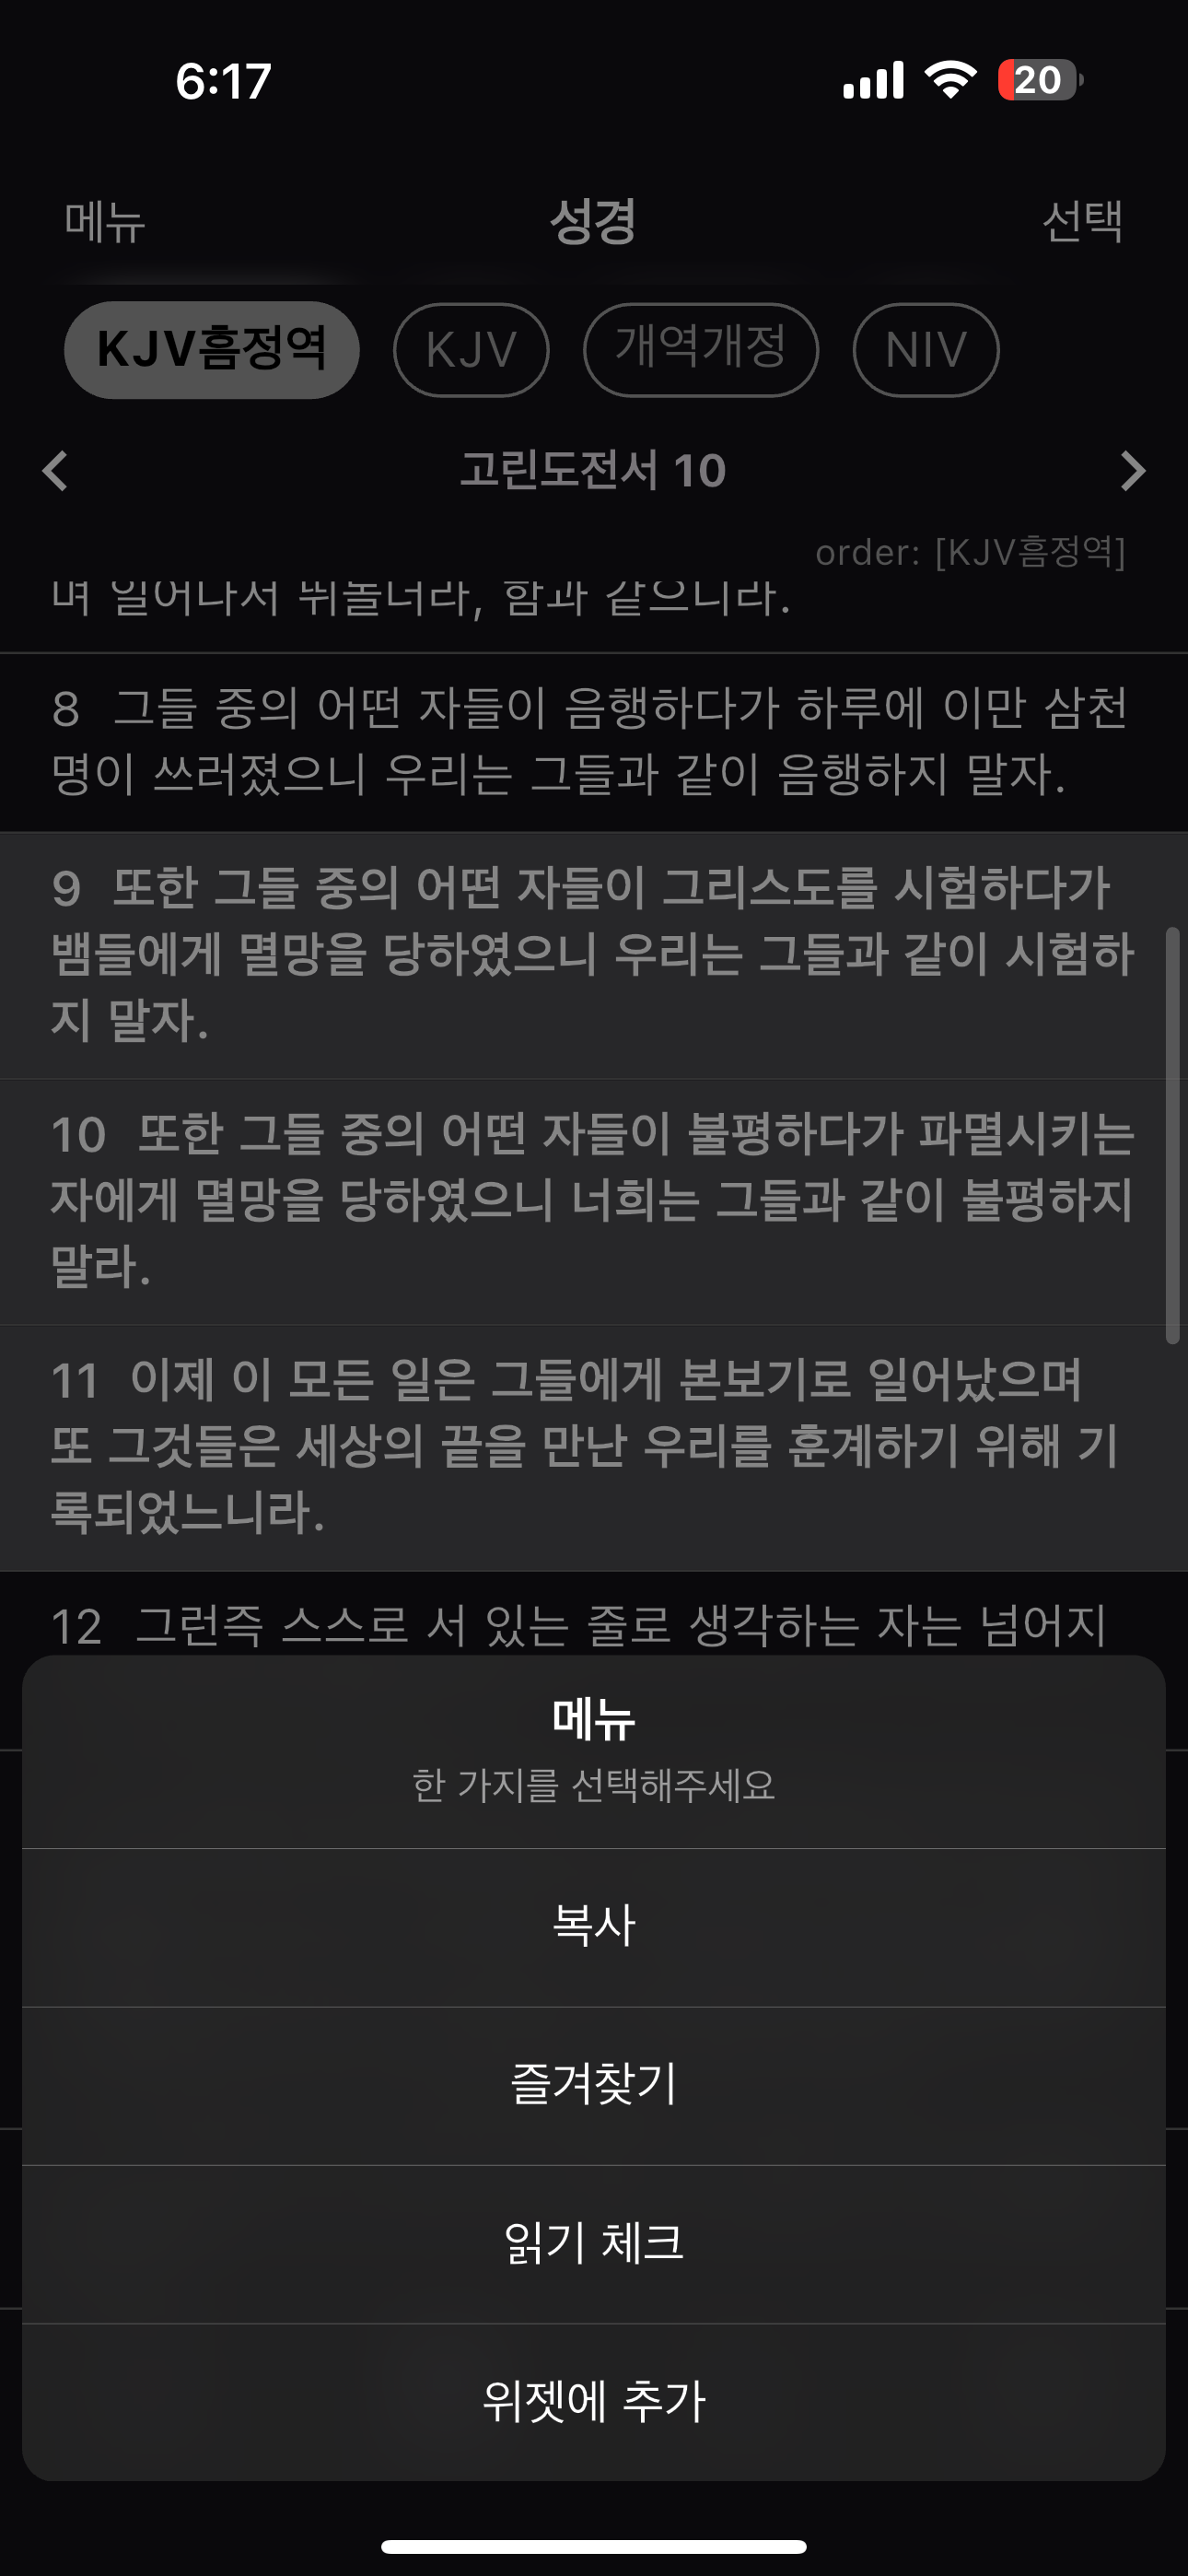 6:17
20
메뉴
성경
선택
KJV흠정역
KJV
개역개정
NIV
고린도전서 10
order: [KJV흠정역]
며 일어나서 뛰놀더라, 함과 같으니라.
8 그들 중의 어떤 자들이 음행하다가 하루에 이만 삼천
명이 쓰러졌으니 우리는 그들과 같이 음행하지 말자.
9 또한 그들 중의 어떤 자들이 그리스도를 시험하다가
뱀들에게 멸망을 당하였으니 우리는 그들과 같이 시험하
지 말자.
10 또한 그들 중의 어떤 자들이 불평하다가 파멸시키는
자에게 멸망을 당하였으니 너희는 그들과 같이 불평하지
말라.
11 이제 이 모든 일은 그들에게 본보기로 일어났으며
또 그것들은 세상의 끝을 만난 우리를 훈계하기 위해 기
록되었느니라.
12 그런즉 스스로 서 있는 줄로 생각하는 자는 넘어지
메뉴
한 가지를 선택해주세요
복사
즐겨찾기
읽기 체크
위젯에 추가